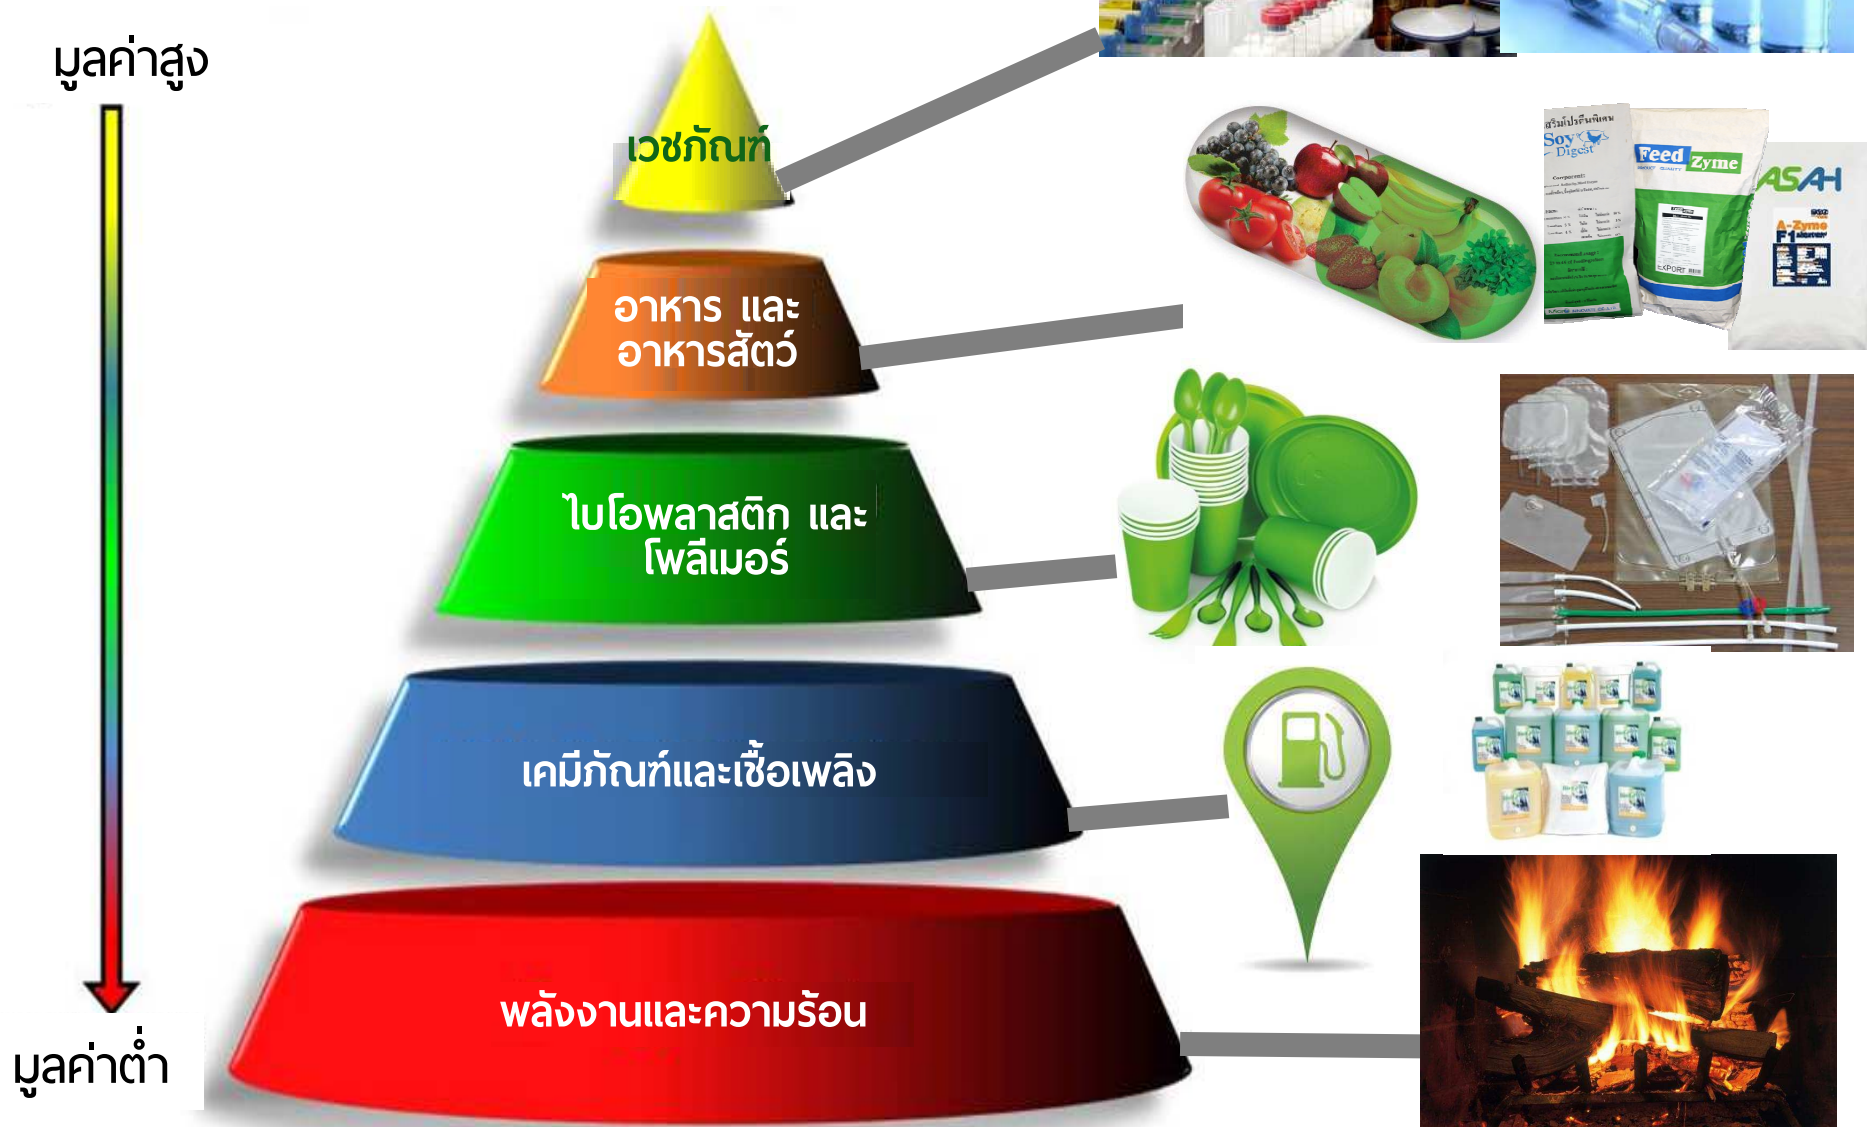 มูลค่าสูง
เวชภัณฑ์
อาหาร และ
อาหารสัตว์
ไบโอพลาสติก และ
โพลีเมอร์
เคมีภัณฑ์และเชื้อเพลิง
พลังงานและความร้อน
มูลค่าต่ำ
Soy
Digest
Feed Zyme
XPORT
ASAH
A-Zyme
F1